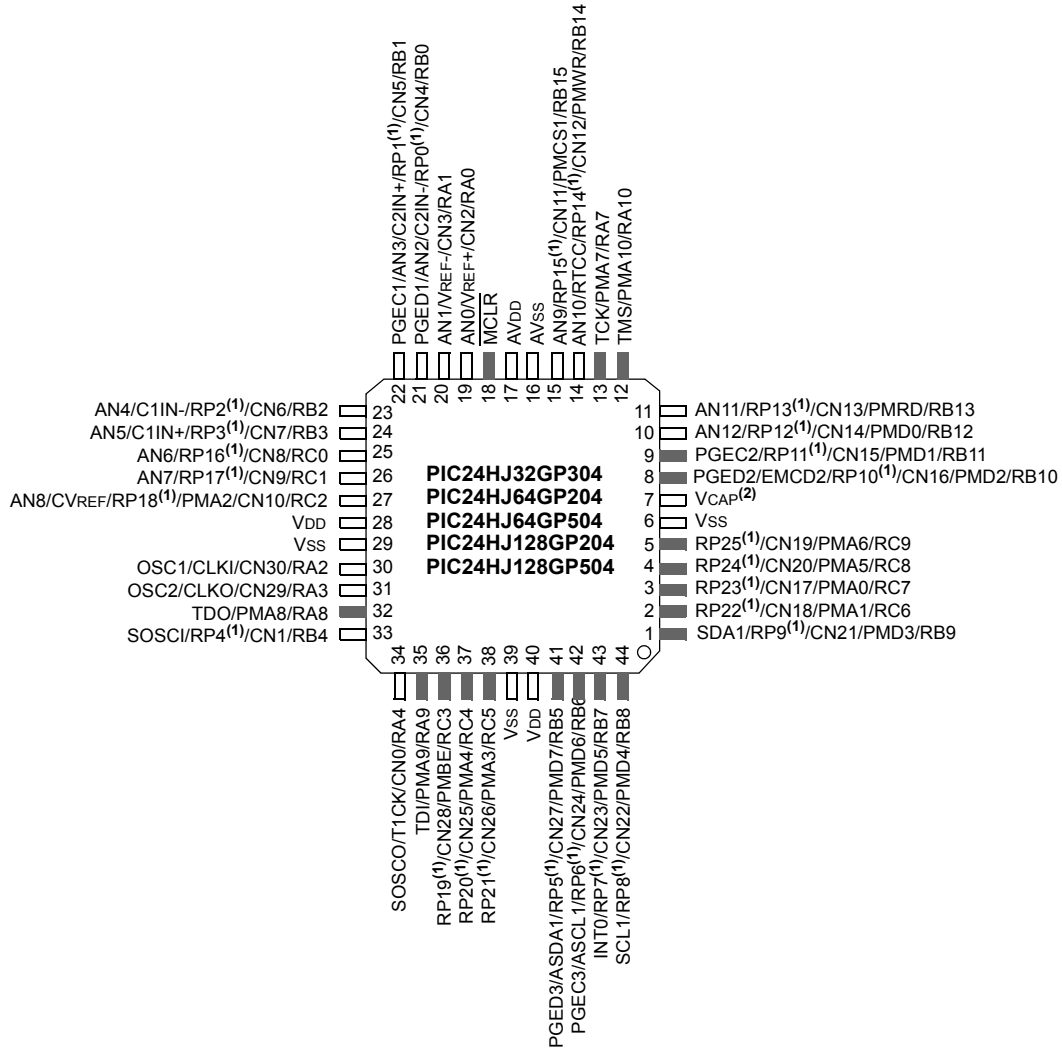 PGEC1/AN3/C2IN+/RP1(1)/CN5/RB1
PGED1/AN2/C2IN-/RP0(1)/CN4/RB0
AN1/VREF-/CN3/RA1
AN0/VREF+/CN2/RA0
MCLR
AVDD
AVSS
AN9/RP15(1)/CN11/PMCS1/RB15
AN10/RTCC/RP14(1)/CN12/PMWR/RB14
TCK/PMA7/RA7
TMS/PMA10/RA10
22 21 20 19 18 17 16 15 14 13 12
AN4/C1IN-/RP2(1)/CN6/RB2 23
AN5/C1IN+/RP3(1)/CN7/RB3 24
AN6/RP16(1)/CN8/RC0 25
AN7/RP17(1)/CN9/RC1 26
AN8/CVREF/RP18(1)/PMA2/CN10/RC2 27
VDD 28
VSS 29
OSC1/CLKI/CN30/RA2 30
OSC2/CLKO/CN29/RA3 31
TDO/PMA8/RA8 32
SOSCI/RP4(1)/CN1/RB4 33
PIC24HJ32GP304
PIC24HJ64GP204
PIC24HJ64GP504
PIC24HJ128GP204
PIC24HJ128GP504
11 AN11/RP13(1)/CN13/PMRD/RB13
10 AN12/RP12(1)/CN14/PMD0/RB12
9 PGEC2/RP11(1)/CN15/PMD1/RB11
8 PGED2/EMCD2/RP10(1)/CN16/PMD2/RB10
7 VCAP(2)
6 VSS
5 RP25(1)/CN19/PMA6/RC9
4 RP24(1)/CN20/PMA5/RC8
3 RP23(1)/CN17/PMA0/RC7
2 RP22(1)/CN18/PMA1/RC6
1 SDA1/RP9(1)/CN21/PMD3/RB9
34 35 36 37 38 39 40 41 42 43 44
SOSCO/T1CK/CN0/RA4
TDI/PMA9/RA9
RP19(1)/CN28/PMBE/RC3
RP20(1)/CN25/PMA4/RC4
RP21(1)/CN26/PMA3/RC5
VSS
VDD
PGED3/ASDA1/RP5(1)/CN27/PMD7/RB5
PGEC3/ASCL1/RP6(1)/CN24/PMD6/RB6
INT0/RP7(1)/CN23/PMD5/RB7
SCL1/RP8(1)/CN22/PMD4/RB8